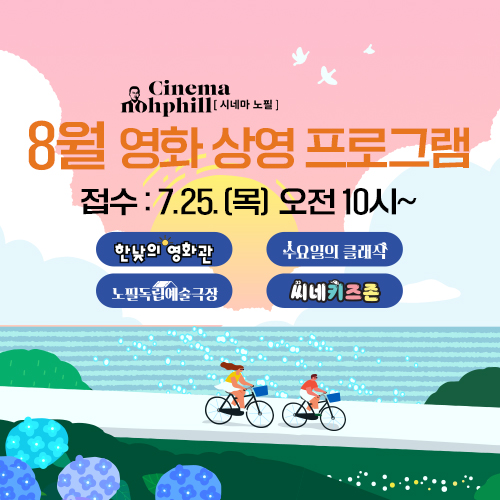 Cinema
nohphill [ 시네마 노필 ]
8월 영화 상영 프로그램
접수 : 7.25. (목) 오전 10시~
한낮의 영화관
수요일의 클래식
노필독립예술극장
씨네키즈존